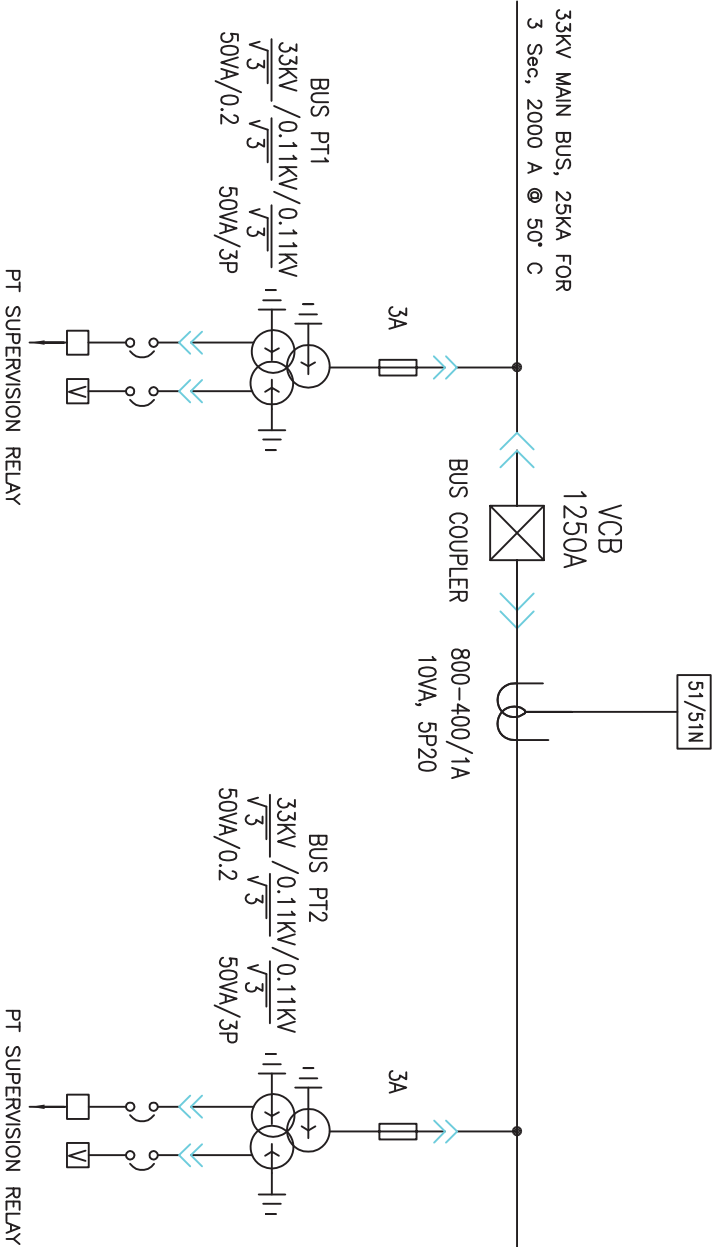 33KV MAIN BUS, 25KA FOR
3 Sec, 2000 A @ 50° C
BUS PT1
33KV /0.11KV/0.11KV
√3 √3 √3
50VA/0.2 50VA/3P
3A
PT SUPERVISION RELAY
V
VCB
1250A
BUS COUPLER
51/51N
800-400/1A
10VA, 5P20
BUS PT2
33KV /0.11KV/0.11KV
√3 √3 √3
50VA/0.2 50VA/3P
3A
PT SUPERVISION RELAY
V